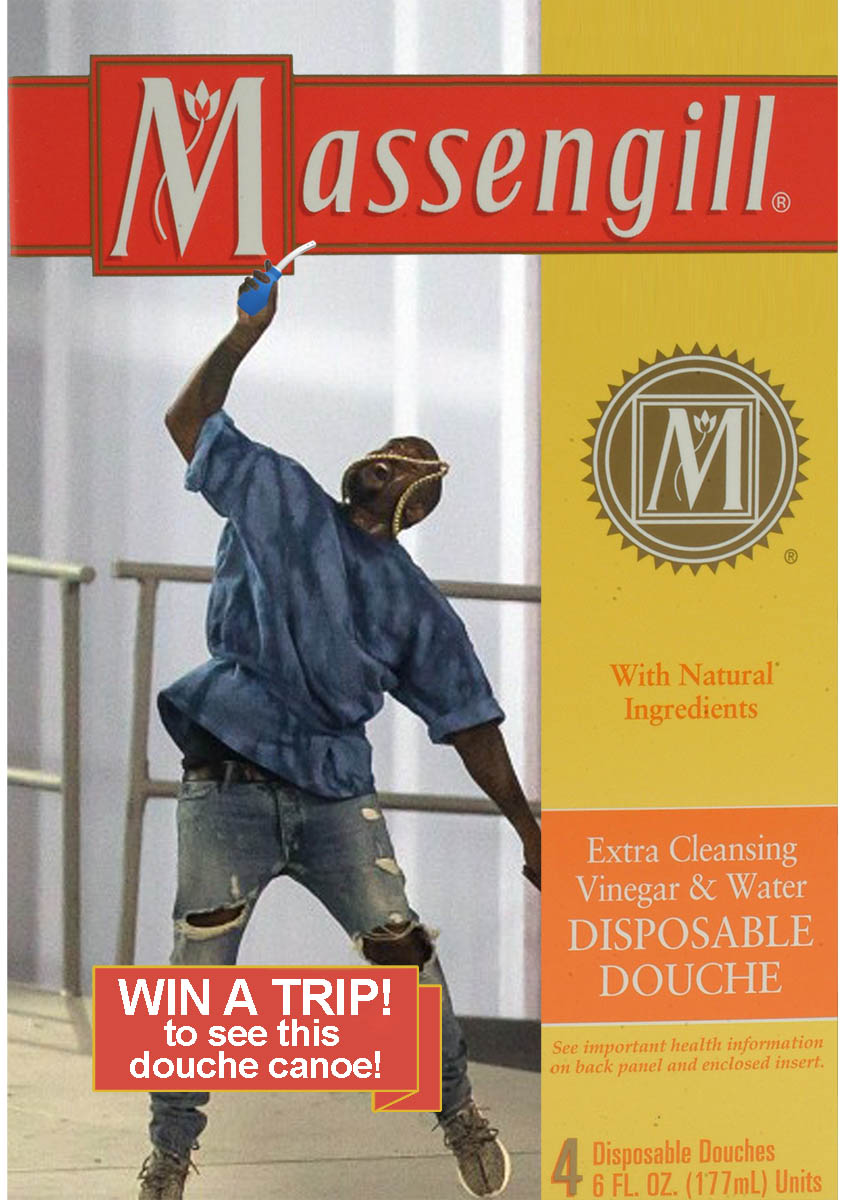 Massengill®
M
®
With Natural*
Ingredients
Extra Cleansing
Vinegar & Water
DISPOSABLE
DOUCHE
See important health information
on back panel and enclosed insert.
4 Disposable Douches
6 FL. OZ. (177mL) Units
WIN A TRIP!
to see this
douche canoe!